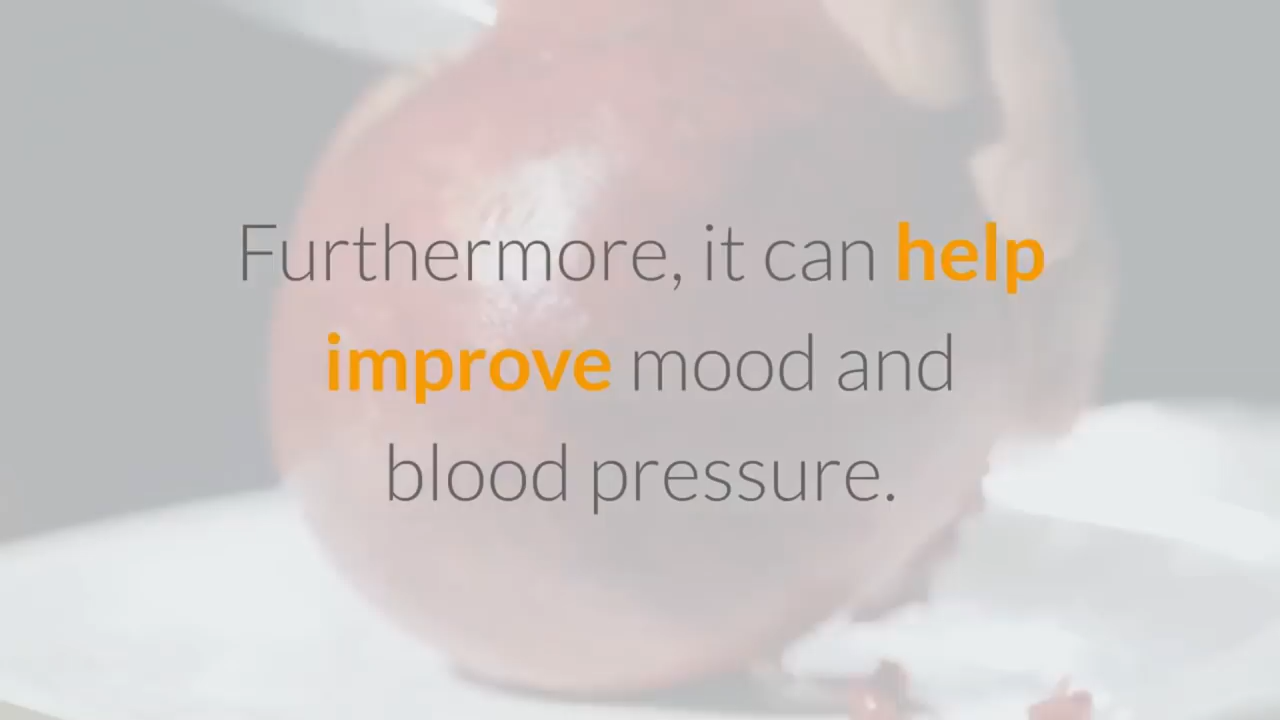 Furthermore, it can help
improve mood and
blood pressure.